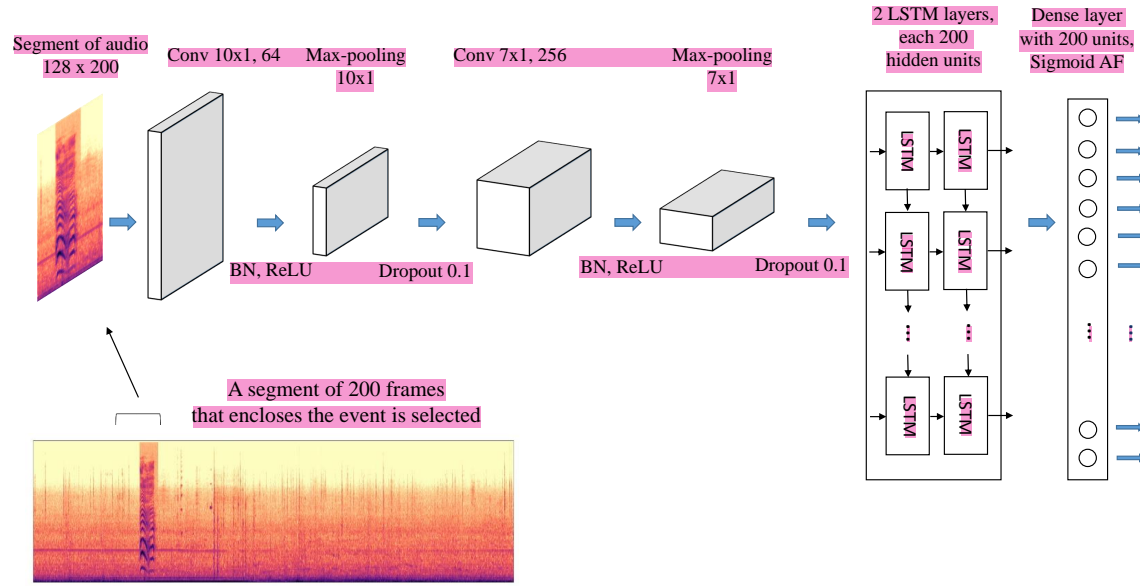 Segment of audio
128 x 200
Conv 10x1, 64
Max-pooling
10x1
Conv 7x1, 256
Max-pooling
7x1
2 LSTM layers,
each 200
hidden units
Dense layer
with 200 units,
Sigmoid AF
LSTM
LSTM
LSTM
LSTM
...
...
...
...
LSTM
LSTM
BN, ReLU
Dropout 0.1
BN, ReLU
Dropout 0.1
A segment of 200 frames
that encloses the event is selected